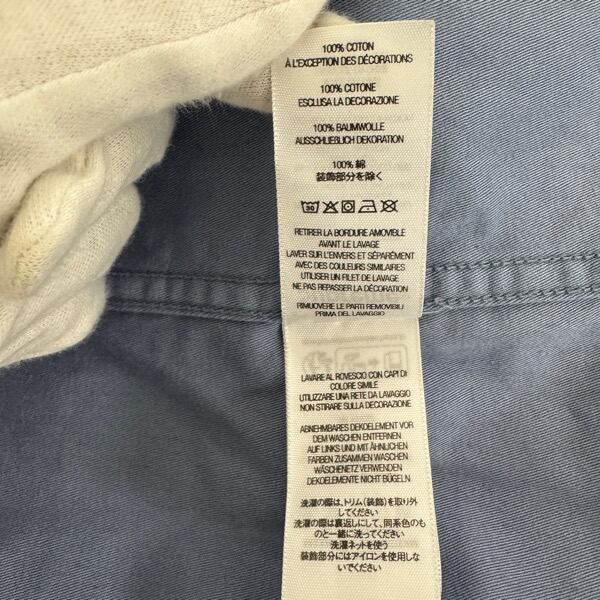 100% COTON
À L'EXCEPTION DES DÉCORATIONS
100% COTONE
ESCLUSA LA DECORAZIONE
100% BAUMWOLLE
AUSSCHLIEBLICH DEKORATION
100% 綿
装飾部分を除く
30
RETIRER LA BORDURE AMOVIBLE
AVANT LE LAVAGE
LAVER SUR L'ENVERS ET SÉPARÉMENT
AVEC DES COULEURS SIMILAIRES
UTILISER UN FILET DE LAVAGE
NE PAS REPASSER LA DÉCORATION
RIMUOVERE LE PARTI REMOVIBILI
PRIMA DEL LAVAGGIO
LAVARE AL ROVESCIO CON CAPI DI
COLORE SIMILE
UTILIZZARE UNA RETE DA LAVAGGIO
NON STIRARE SULLA DECORAZIONE
ABNEHMBARES DEKOELEMENT VOR
DEM WASCHEN ENTFERNEN
AUF LINKS UND MIT ÄHNLICHEN
FARBEN ZUSAMMEN WASCHEN
WÄSCHENETZ VERWENDEN
DEKOELEMENTE NICHT BÜGELN
洗濯の際は、トリム(装飾)を取り外
してください
洗濯の際は裏返しにして、同系色のも
のと一緒に洗ってください
洗濯ネットを使う
装飾部分にはアイロンを使用しな
いでください